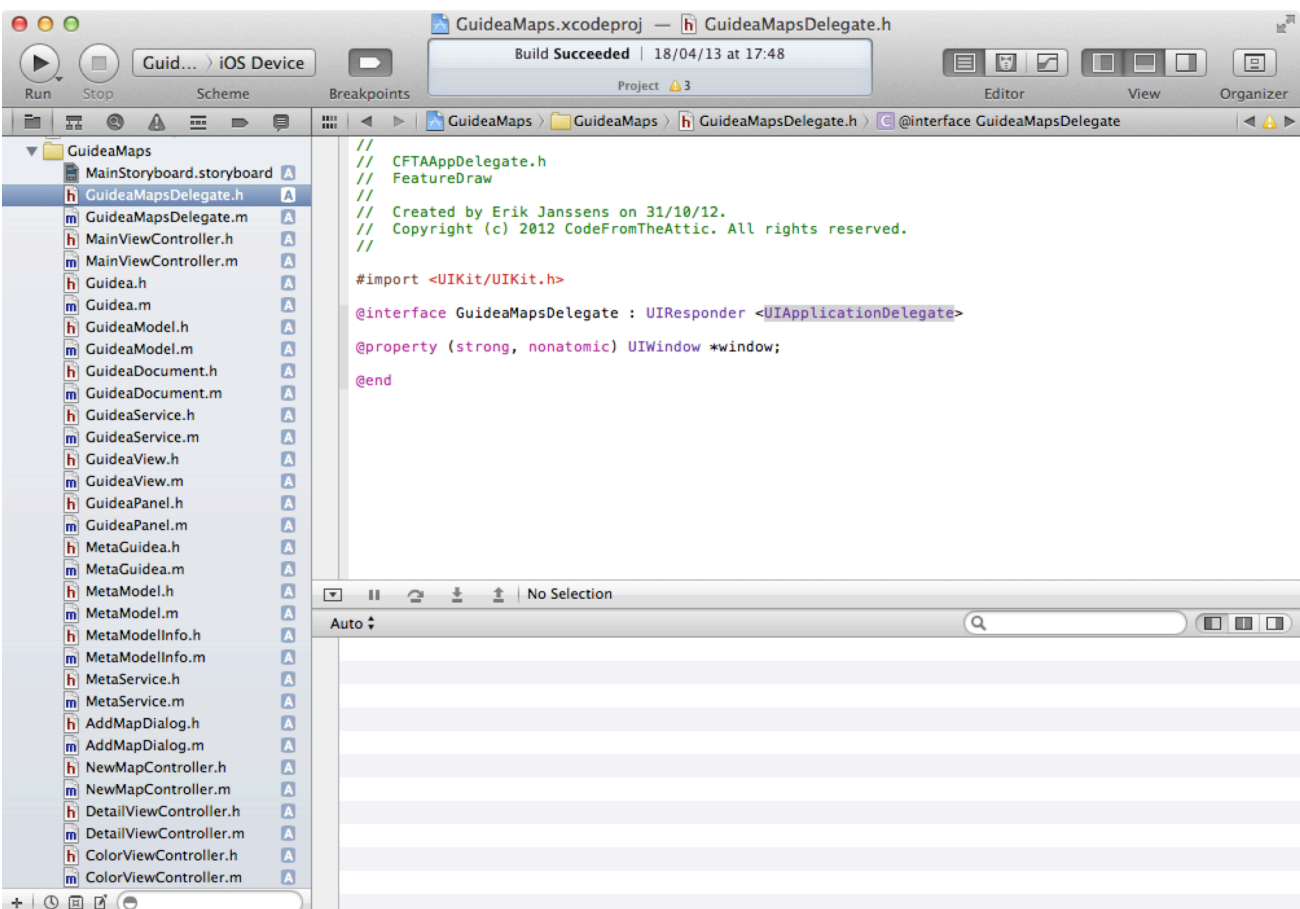 GuideaMaps.xcodeproj — h GuideaMapsDelegate.h
Guid... 〉 iOS Device
Build Succeeded | 18/04/13 at 17:48
Project 3
Run Stop Scheme Breakpoints Editor View Organizer
GuideaMaps 〉 GuideaMaps 〉 h GuideaMapsDelegate.h 〉 C @interface GuideaMapsDelegate
GuideaMaps
MainStoryboard.storyboard A
h GuideaMapsDelegate.h A
m GuideaMapsDelegate.m A
h MainViewController.h A
m MainViewController.m A
h Guidea.h A
m Guidea.m A
h GuideaModel.h A
m GuideaModel.m A
h GuideaDocument.h A
m GuideaDocument.m A
h GuideaService.h A
m GuideaService.m A
h GuideaView.h A
m GuideaView.m A
h GuideaPanel.h A
m GuideaPanel.m A
h MetaGuidea.h A
m MetaGuidea.m A
h MetaModel.h A
m MetaModel.m A
h MetaModelInfo.h A
m MetaModelInfo.m A
h MetaService.h A
m MetaService.m A
h AddMapDialog.h A
m AddMapDialog.m A
h NewMapController.h A
m NewMapController.m A
h DetailViewController.h A
m DetailViewController.m A
h ColorViewController.h A
m ColorViewController.m A
//
//  CFTAAppDelegate.h
//  FeatureDraw
//
//  Created by Erik Janssens on 31/10/12.
//  Copyright (c) 2012 CodeFromTheAttic. All rights reserved.
//
#import <UIKit/UIKit.h>
@interface GuideaMapsDelegate : UIResponder <UIApplicationDelegate>
@property (strong, nonatomic) UIWindow *window;
@end
No Selection
Auto